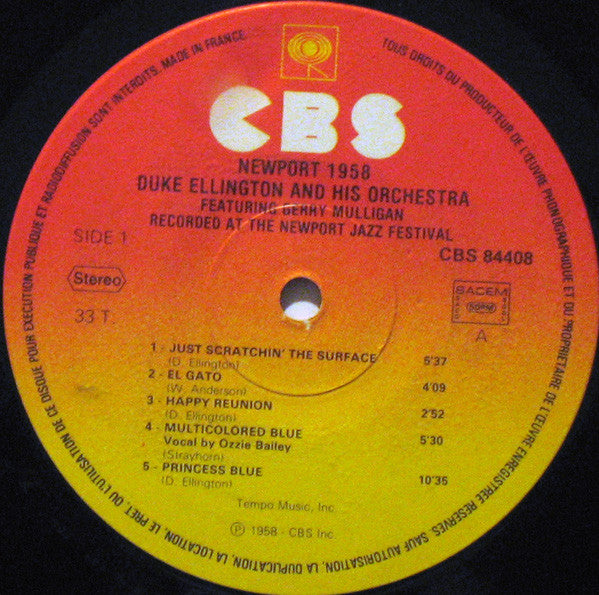 CBS
NEWPORT 1958
DUKE ELLINGTON AND HIS ORCHESTRA
FEATURING BERRY MULLIGAN
RECORDED AT THE NEWPORT JAZZ FESTIVAL
SIDE 1
CBS 84408
Stereo
SACEM
SDRM
33 T.
A
1 - JUST SCRATCHIN' THE SURFACE 5'37
(D. Ellington)
2 - EL GATO 4'09
(W. Anderson)
3 - HAPPY REUNION 2'52
(D. Ellington)
4 - MULTICOLORED BLUE 5'30
Vocal by Ozzie Bailey
(Strayhorn)
5 - PRINCESS BLUE 10'35
(D. Ellington)
Tempo Music, Inc
Ⓟ 1958 - CBS Inc
TOUS DROITS DU PRODUCTEUR DE L'ŒUVRE PHONOGRAPHIQUE ET DU PROPRIETAIRE DE L'ŒUVRE ENREGISTREE RESERVES. SAUF AUTORISATION, LA DUPLICATION, LA LOCATION, LE PRET, OU L'UTILISATION DE CE DISQUE POUR EXECUTION PUBLIQUE ET RADIODIFFUSION SONT INTERDITS. MADE IN FRANCE